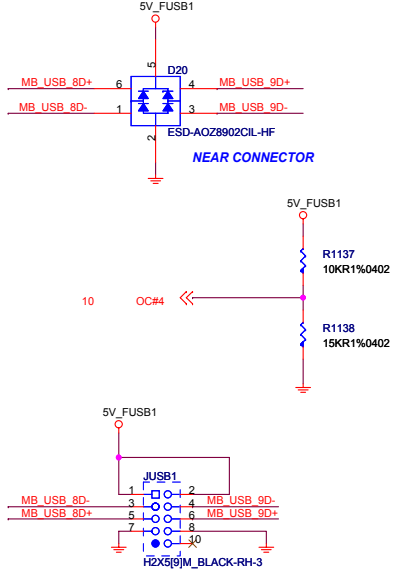 5V_FUSB1
5
D20
MB_USB_8D+ 6 4 MB_USB_9D+
MB_USB_8D- 1 3 MB_USB_9D-
2 ESD-AOZ8902CIL-HF
NEAR CONNECTOR
5V_FUSB1
R1137
10KR1%0402
10 OC#4
R1138
15KR1%0402
5V_FUSB1
JUSB1
1 2
MB_USB_8D- 3 4 MB_USB_9D-
MB_USB_8D+ 5 6 MB_USB_9D+
7 8
10
H2X5[9]M_BLACK-RH-3